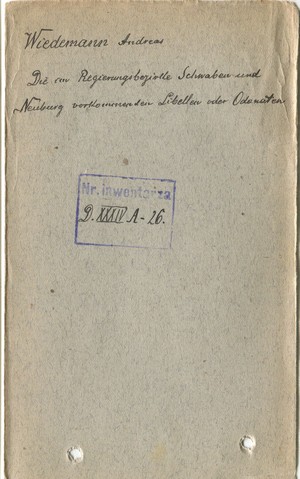 Wiedemann Andreas
Die im Regierungsbezirke Schwaben und
Neuburg vorkommenden Libellen oder Odonaten
Nr. inwentarza
D. XXXIV A-26.